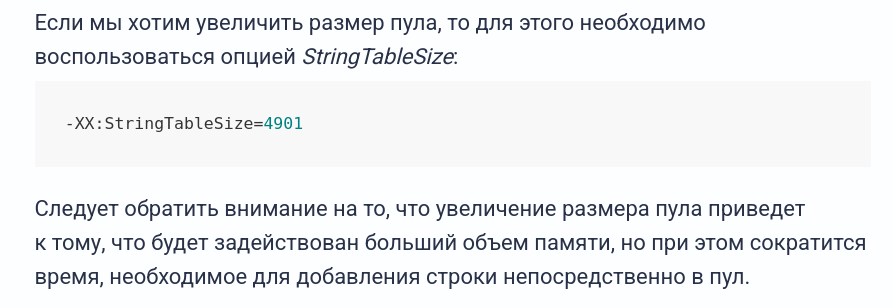 Если мы хотим увеличить размер пула, то для этого необходимо
воспользоваться опцией StringTableSize:
-XX:StringTableSize=4901
Следует обратить внимание на то, что увеличение размера пула приведет
к тому, что будет задействован больший объем памяти, но при этом сократится
время, необходимое для добавления строки непосредственно в пул.